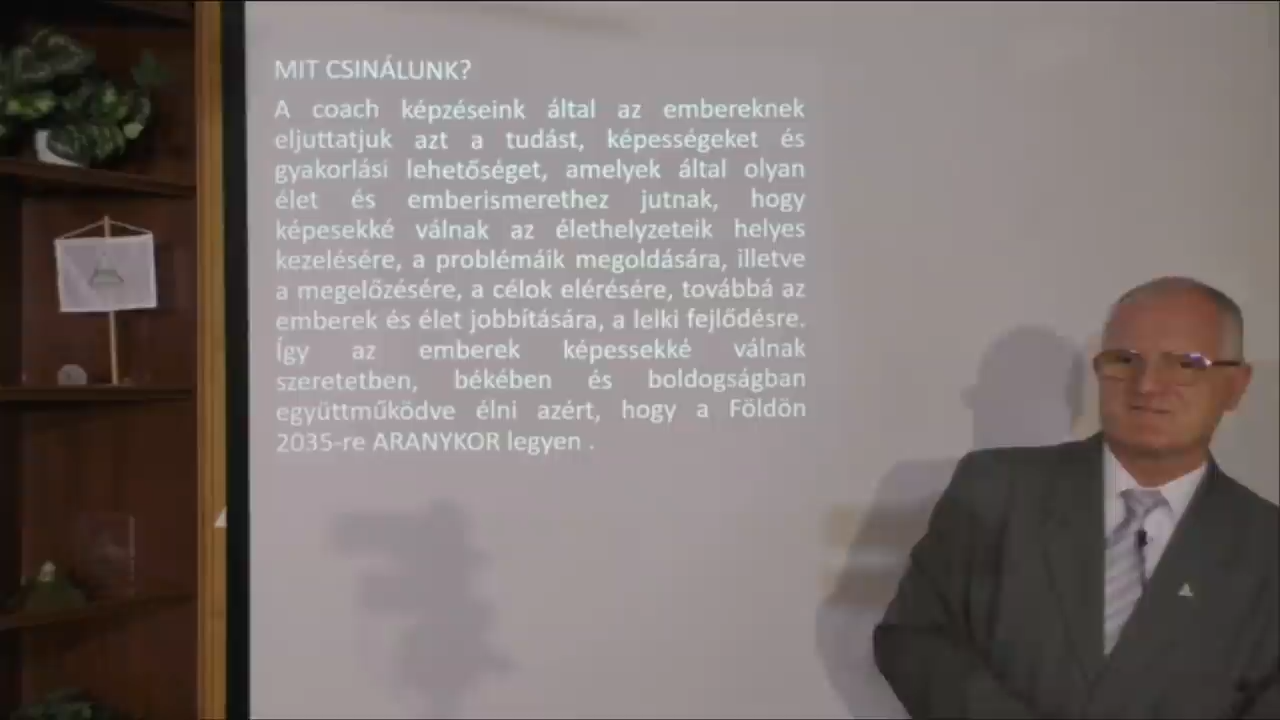 MIT CSINÁLUNK?
A coach képzéseink által az embereknek
eljuttatjuk azt a tudást, képességeket és
gyakorlási lehetőséget, amelyek által olyan
élet és emberismerethez jutnak, hogy
képesekké válnak az élethelyzeteik helyes
kezelésére, a problémáik megoldására, illetve
a megelőzésére, a célok elérésére, továbbá az
emberek és élet jobbítására, a lelki fejlődésre.
Így az emberek képessekké válnak
szeretetben, békében és boldogságban
együttműködve élni azért, hogy a Földön
2035-re ARANYKOR legyen .